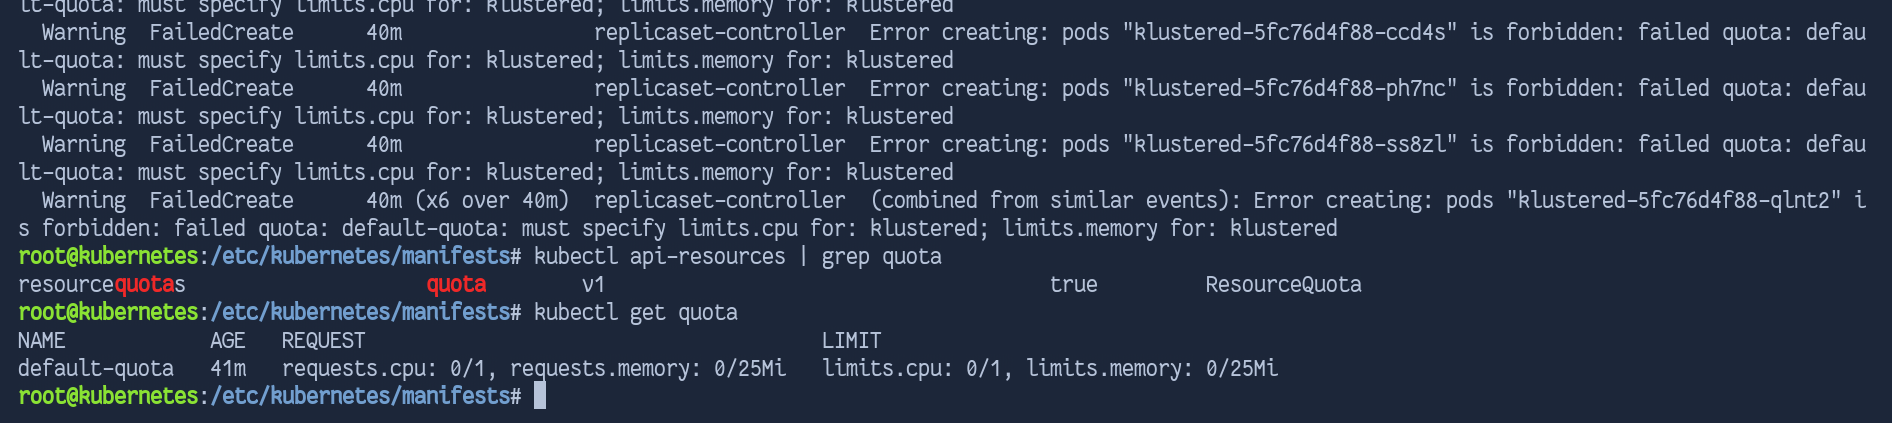 lt-quota: must specify limits.cpu for: klustered; limits.memory for: klustered
  Warning  FailedCreate      40m                replicaset-controller  Error creating: pods "klustered-5fc76d4f88-ccd4s" is forbidden: failed quota: defau
lt-quota: must specify limits.cpu for: klustered; limits.memory for: klustered
  Warning  FailedCreate      40m                replicaset-controller  Error creating: pods "klustered-5fc76d4f88-ph7nc" is forbidden: failed quota: defau
lt-quota: must specify limits.cpu for: klustered; limits.memory for: klustered
  Warning  FailedCreate      40m                replicaset-controller  Error creating: pods "klustered-5fc76d4f88-ss8zl" is forbidden: failed quota: defau
lt-quota: must specify limits.cpu for: klustered; limits.memory for: klustered
  Warning  FailedCreate      40m (x6 over 40m)  replicaset-controller  (combined from similar events): Error creating: pods "klustered-5fc76d4f88-qlnt2" i
s forbidden: failed quota: default-quota: must specify limits.cpu for: klustered; limits.memory for: klustered
root@kubernetes:/etc/kubernetes/manifests# kubectl api-resources | grep quota
resourcequotas                    quota        v1                                     true         ResourceQuota
root@kubernetes:/etc/kubernetes/manifests# kubectl get quota
NAME            AGE   REQUEST                                      LIMIT
default-quota   41m   requests.cpu: 0/1, requests.memory: 0/25Mi   limits.cpu: 0/1, limits.memory: 0/25Mi
root@kubernetes:/etc/kubernetes/manifests#